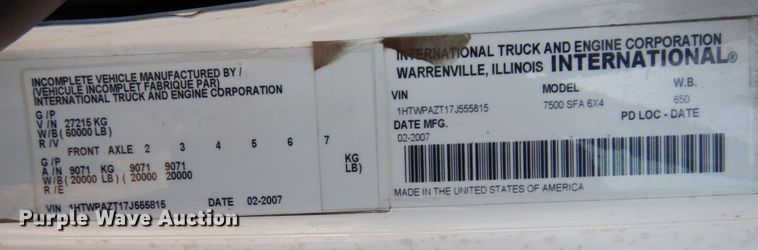 INCOMPLETE VEHICLE MANUFACTURED BY /
(VEHICULE INCOMPLET FABRIQUE PAR)
INTERNATIONAL TRUCK AND ENGINE CORPORATION
G / P
V / N 27215 KG
W / B ( 60000 LB )
R / V
FRONT AXLE 2 3 4 5 6 7
G / P
A / N 9071 KG 9071 9071 KG
W / B ( 20000 LB ) ( 20000 20000 LB )
R / E
VIN 1HTWPAZT17J555815 DATE 02-2007
INTERNATIONAL TRUCK AND ENGINE CORPORATION
WARRENVILLE, ILLINOIS INTERNATIONAL®
VIN MODEL W.B.
1HTWPAZT17J555815 7500 SFA 6X4 650
DATE MFG. PD LOC - DATE
02-2007
MADE IN THE UNITED STATES OF AMERICA
Purple Wave Auction